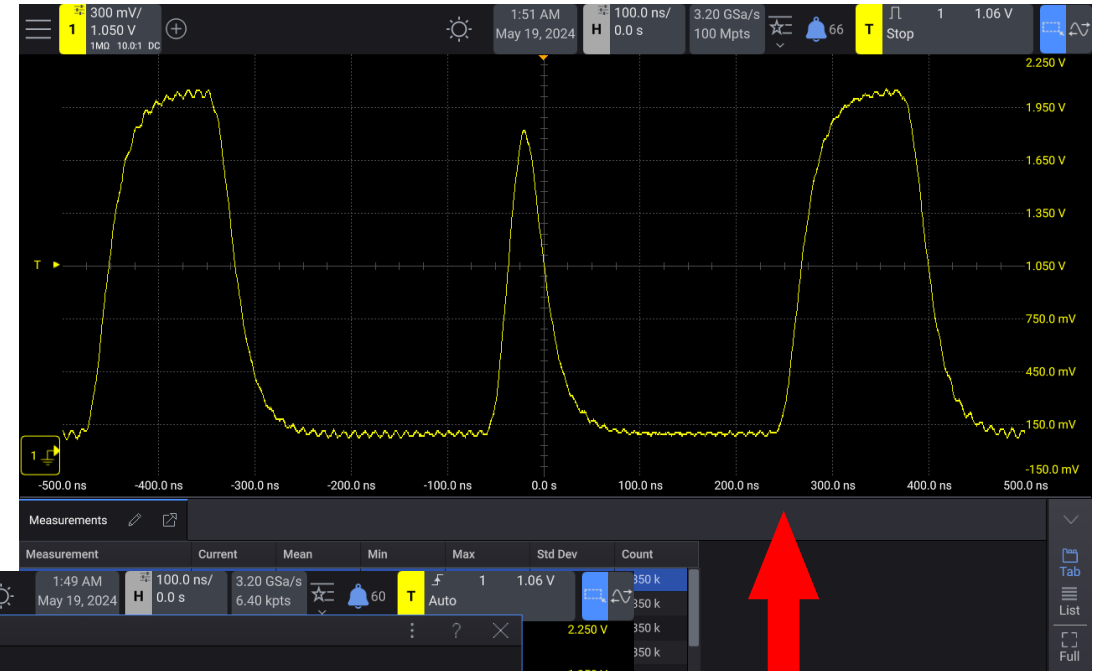 1 300 mV/ 1.050 V 1MΩ 10.0:1 DC
1:51 AM May 19, 2024
H 100.0 ns/ 0.0 s
3.20 GSa/s 100 Mpts
66
T 1 1.06 V Stop
2.250 V
1.950 V
1.650 V
1.350 V
T 1.050 V
750.0 mV
450.0 mV
150.0 mV
1
-150.0 mV
-500.0 ns -400.0 ns -300.0 ns -200.0 ns -100.0 ns 0.0 s 100.0 ns 200.0 ns 300.0 ns 400.0 ns 500.0 ns
Measurements
Measurement Current Mean Min Max Std Dev Count
Tab
List
Full
1:49 AM May 19, 2024
H 100.0 ns/ 0.0 s
3.20 GSa/s 6.40 kpts
60
T 1 1.06 V Auto
350 k
350 k
350 k
350 k
?
2.250 V